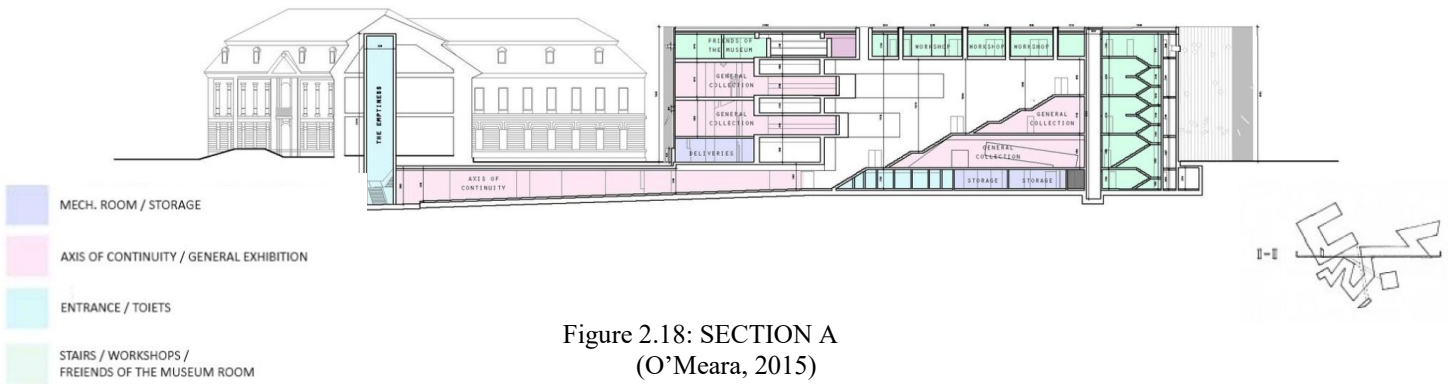 FRIENDS OF
THE MUSEUM
WORKSHOP
WORKSHOP
WORKSHOP
GENERAL
COLLECTION
GENERAL
COLLECTION
GENERAL
COLLECTION
GENERAL
COLLECTION
THE EMPTINESS
DELIVERIES
AXIS OF
CONTINUITY
STORAGE
STORAGE
MECH. ROOM / STORAGE
AXIS OF CONTINUITY / GENERAL EXHIBITION
ENTRANCE / TOIETS
STAIRS / WORKSHOPS /
FREIENDS OF THE MUSEUM ROOM
Figure 2.18: SECTION A
(O’Meara, 2015)